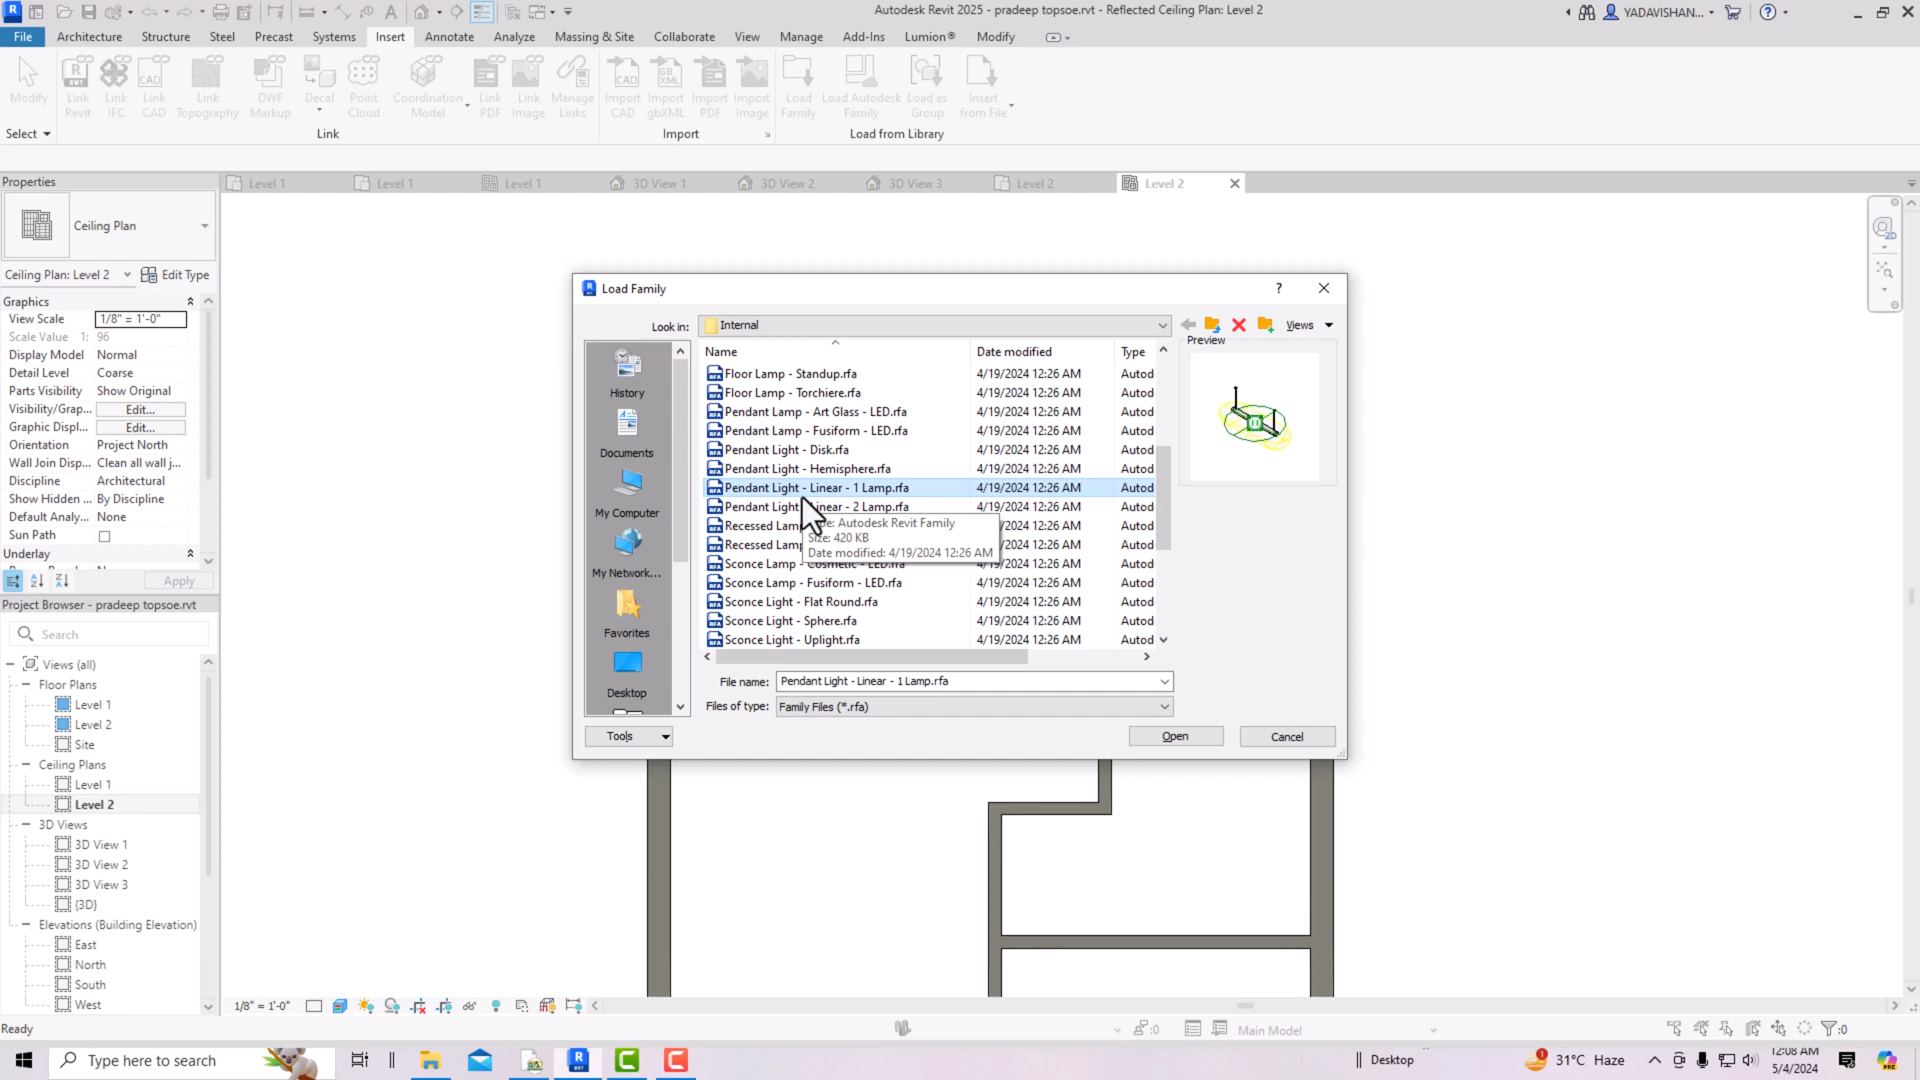 Autodesk Revit 2025 - pradeep topsoe.rvt - Reflected Ceiling Plan: Level 2
YADAVISHAN...
File Architecture Structure Steel Precast Systems Insert Annotate Analyze Massing & Site Collaborate View Manage Add-Ins Lumion® Modify
Modify
Link Revit
Link IFC
Link CAD
Link Topography
DWF Markup
Decal
Point Cloud
Coordination Model
Link PDF
Link Image
Manage Links
Import CAD
Import gbXML
Import PDF
Import Image
Load Family
Load Autodesk Family
Load as Group
Insert from File
Select
Link
Import
Load from Library
Properties
Level 1 Level 1 Level 1 3D View 1 3D View 2 3D View 3 Level 2 Level 2
Ceiling Plan
Ceiling Plan: Level 2 Edit Type
Graphics
View Scale 1/8" = 1'-0"
Scale Value 1: 96
Display Model Normal
Detail Level Coarse
Parts Visibility Show Original
Visibility/Grap... Edit...
Graphic Displ... Edit...
Orientation Project North
Wall Join Disp... Clean all wall j...
Discipline Architectural
Show Hidden ... By Discipline
Default Analy... None
Sun Path
Underlay
Apply
Project Browser - pradeep topsoe.rvt
Search
Views (all)
Floor Plans
Level 1
Level 2
Site
Ceiling Plans
Level 1
Level 2
3D Views
3D View 1
3D View 2
3D View 3
{3D}
Elevations (Building Elevation)
East
North
South
West
Load Family
Look in: Internal Views
Preview
History
Documents
My Computer
My Network...
Favorites
Desktop
Name Date modified Type
Floor Lamp - Standup.rfa 4/19/2024 12:26 AM Autod
Floor Lamp - Torchiere.rfa 4/19/2024 12:26 AM Autod
Pendant Lamp - Art Glass - LED.rfa 4/19/2024 12:26 AM Autod
Pendant Lamp - Fusiform - LED.rfa 4/19/2024 12:26 AM Autod
Pendant Light - Disk.rfa 4/19/2024 12:26 AM Autod
Pendant Light - Hemisphere.rfa 4/19/2024 12:26 AM Autod
Pendant Light - Linear - 1 Lamp.rfa 4/19/2024 12:26 AM Autod
Pendant Light - Linear - 2 Lamp.rfa 4/19/2024 12:26 AM Autod
Recessed Lamp 4/19/2024 12:26 AM Autod
Recessed Lamp 4/19/2024 12:26 AM Autod
Sconce Lamp - Cosmetic - LED.rfa 4/19/2024 12:26 AM Autod
Sconce Lamp - Fusiform - LED.rfa 4/19/2024 12:26 AM Autod
Sconce Light - Flat Round.rfa 4/19/2024 12:26 AM Autod
Sconce Light - Sphere.rfa 4/19/2024 12:26 AM Autod
Sconce Light - Uplight.rfa 4/19/2024 12:26 AM Autod
Autodesk Revit Family
Size: 420 KB
Date modified: 4/19/2024 12:26 AM
File name: Pendant Light - Linear - 1 Lamp.rfa
Files of type: Family Files (*.rfa)
Tools Open Cancel
1/8" = 1'-0"
Ready
:0 Main Model :0
Type here to search
Desktop
31°C Haze
12:08 AM
5/4/2024